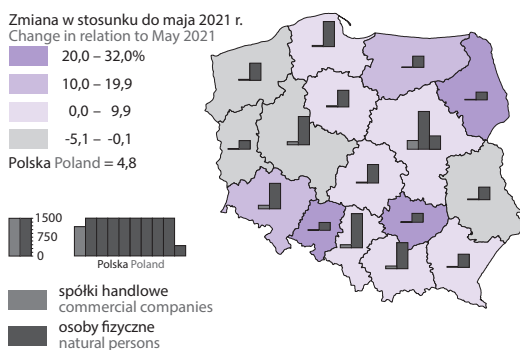 Zmiana w stosunku do maja 2021 r.
Change in relation to May 2021
20,0 – 32,0%
10,0 – 19,9
0,0 – 9,9
-5,1 – -0,1
Polska Poland = 4,8
1500
750
0
Polska Poland
spółki handlowe
commercial companies
osoby fizyczne
natural persons